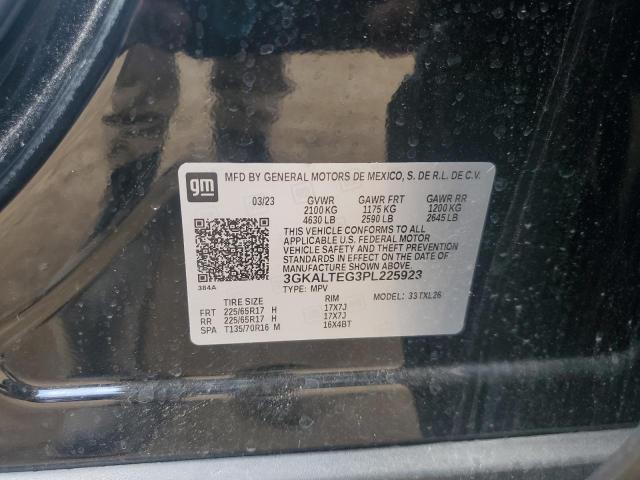 gm
MFD BY GENERAL MOTORS DE MEXICO, S. DE R.L. DE C.V.
03/23 GVWR GAWR FRT GAWR RR
2100 KG 1175 KG 1200 KG
4630 LB 2590 LB 2645 LB
THIS VEHICLE CONFORMS TO ALL
APPLICABLE U.S. FEDERAL MOTOR
VEHICLE SAFETY AND THEFT PREVENTION
STANDARDS IN EFFECT ON THE DATE OF
MANUFACTURE SHOWN ABOVE.
3GKALTEG3PL225923
384A
TYPE: MPV MODEL: 33TXL26
TIRE SIZE RIM
FRT 225/65R17 H 17X7J
RR 225/65R17 H 17X7J
SPA T135/70R16 M 16X4BT